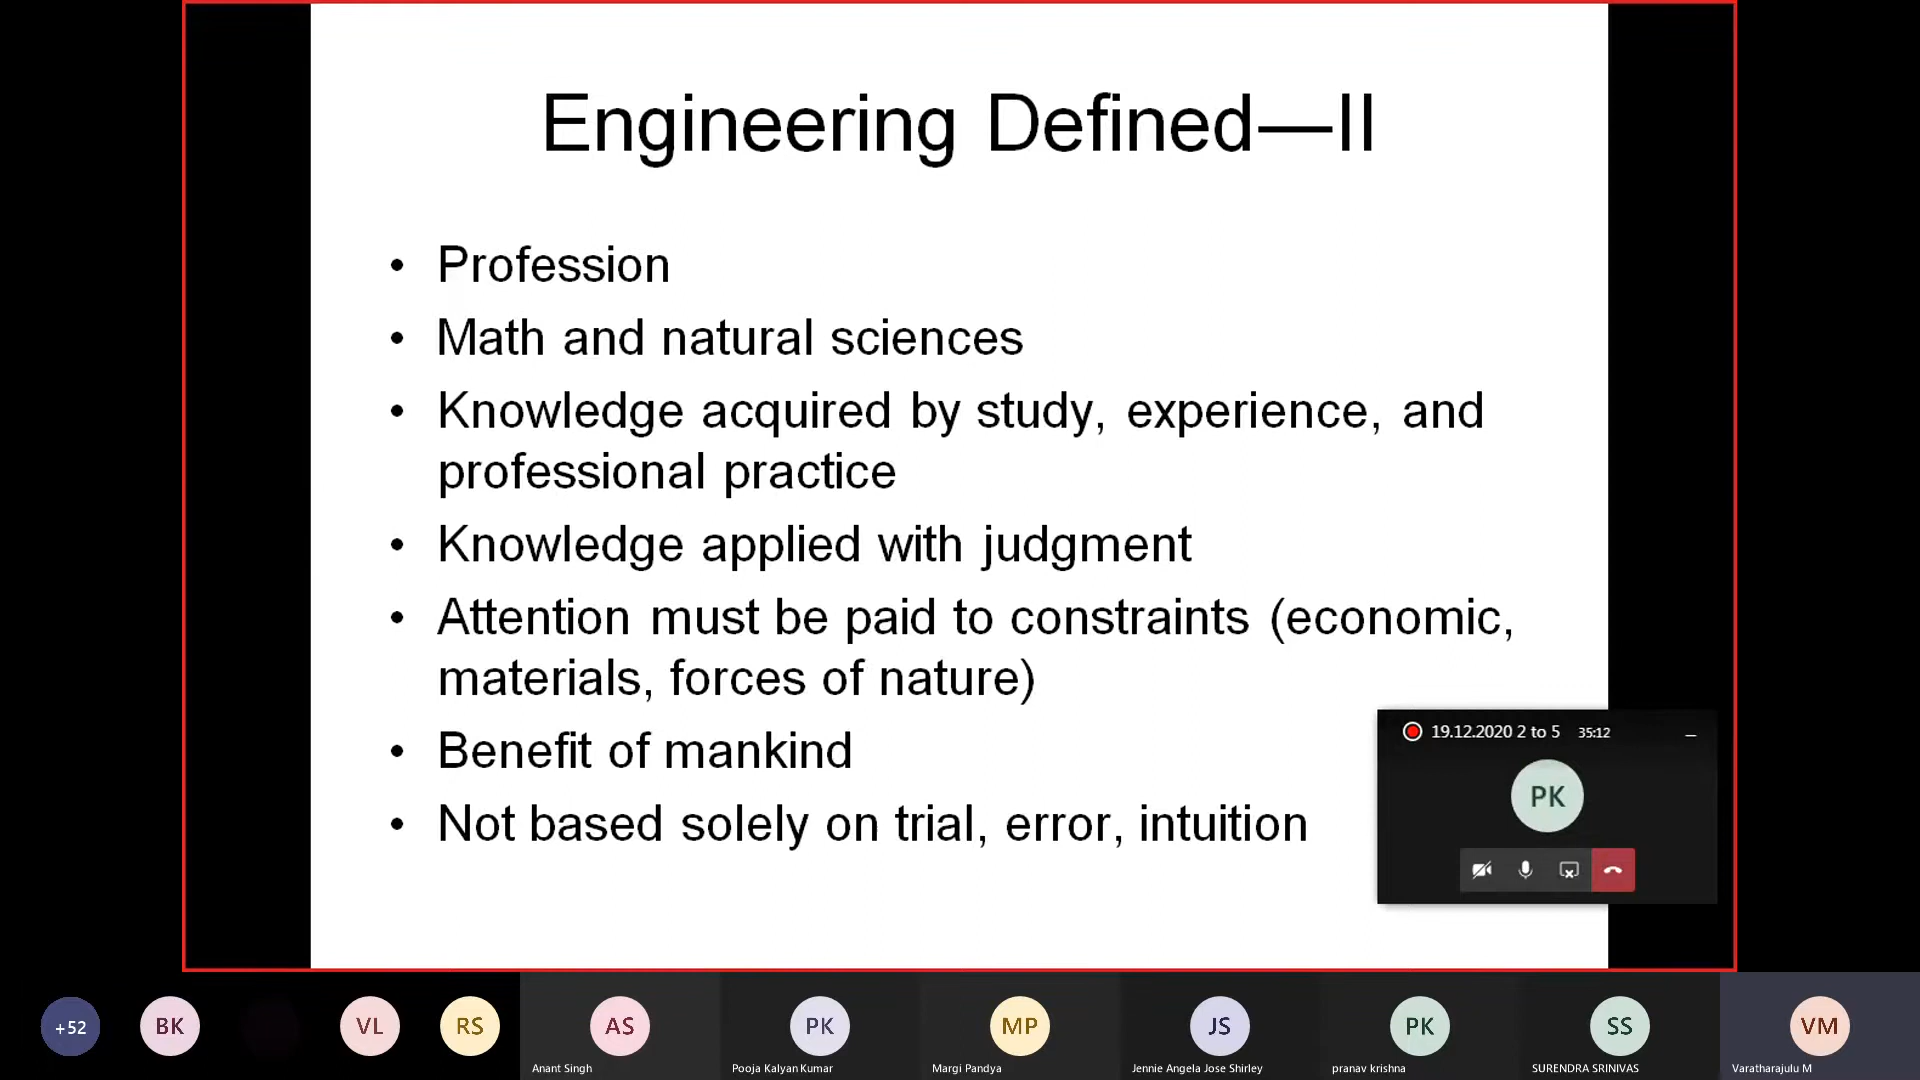 Engineering Defined—II
• Profession
• Math and natural sciences
• Knowledge acquired by study, experience, and
professional practice
• Knowledge applied with judgment
• Attention must be paid to constraints (economic,
materials, forces of nature)
• Benefit of mankind
• Not based solely on trial, error, intuition
19.12.2020 2 to 5 35:12
PK
+52 BK VL RS AS PK MP JS PK SS VM
Anant Singh Pooja Kalyan Kumar Margi Pandya Jennie Angela Jose Shirley pranav krishna SURENDRA SRINIVAS Varatharajulu M